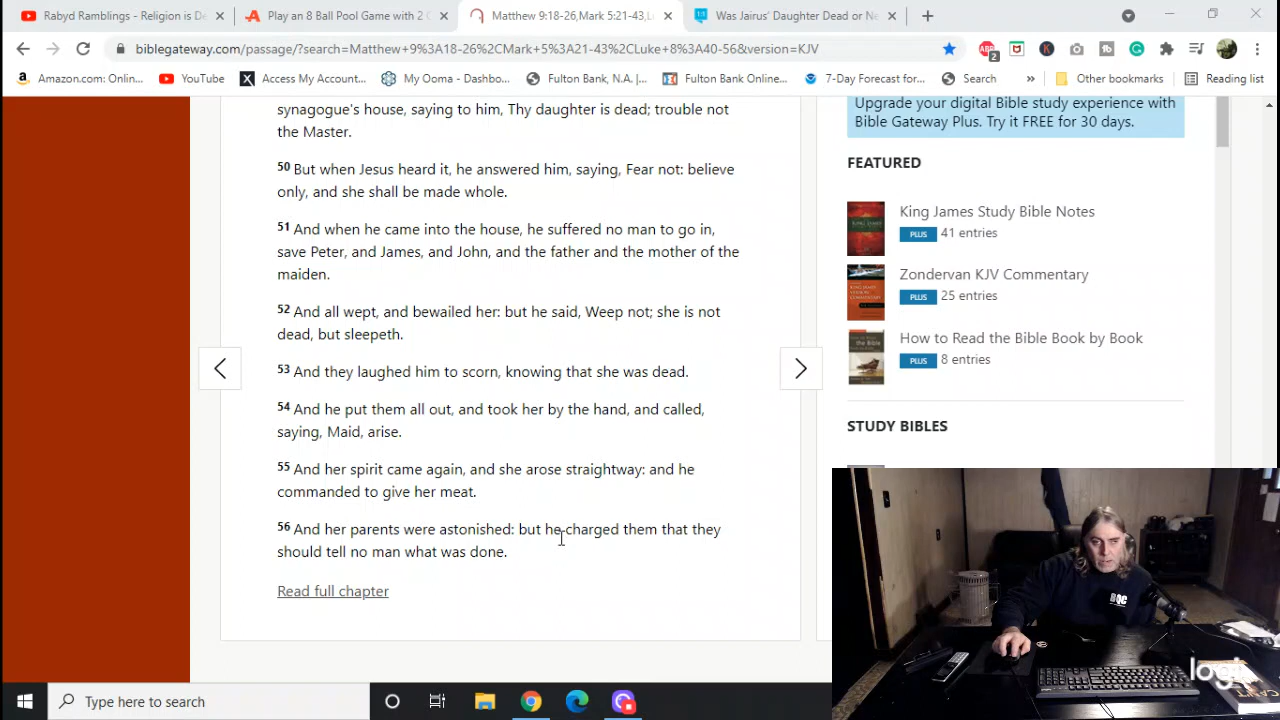 Rabyd Ramblings - Religion is De
Play an 8 Ball Pool Game with 2 C
Matthew 9:18-26,Mark 5:21-43,Lu
Was Jairus' Daughter Dead or Ne
biblegateway.com/passage/?search=Matthew+9%3A18-26%2CMark+5%3A21-43%2CLuke+8%3A40-56&version=KJV
ABP
2
Amazon.com: Onlin...
YouTube
Access My Account...
My Ooma - Dashbo...
Fulton Bank, N.A. |...
Fulton Bank Online...
7-Day Forecast for...
Search
»
Other bookmarks
Reading list
synagogue's house, saying to him, Thy daughter is dead; trouble not
the Master.
50 But when Jesus heard it, he answered him, saying, Fear not: believe
only, and she shall be made whole.
51 And when he came into the house, he suffered no man to go in,
save Peter, and James, and John, and the father and the mother of the
maiden.
52 And all wept, and bewailed her: but he said, Weep not; she is not
dead, but sleepeth.
53 And they laughed him to scorn, knowing that she was dead.
54 And he put them all out, and took her by the hand, and called,
saying, Maid, arise.
55 And her spirit came again, and she arose straightway: and he
commanded to give her meat.
56 And her parents were astonished: but he charged them that they
should tell no man what was done.
Read full chapter
Upgrade your digital Bible study experience with
Bible Gateway Plus. Try it FREE for 30 days.
FEATURED
King James Study Bible Notes
PLUS 41 entries
Zondervan KJV Commentary
PLUS 25 entries
How to Read the Bible Book by Book
PLUS 8 entries
STUDY BIBLES
logi
Type here to search